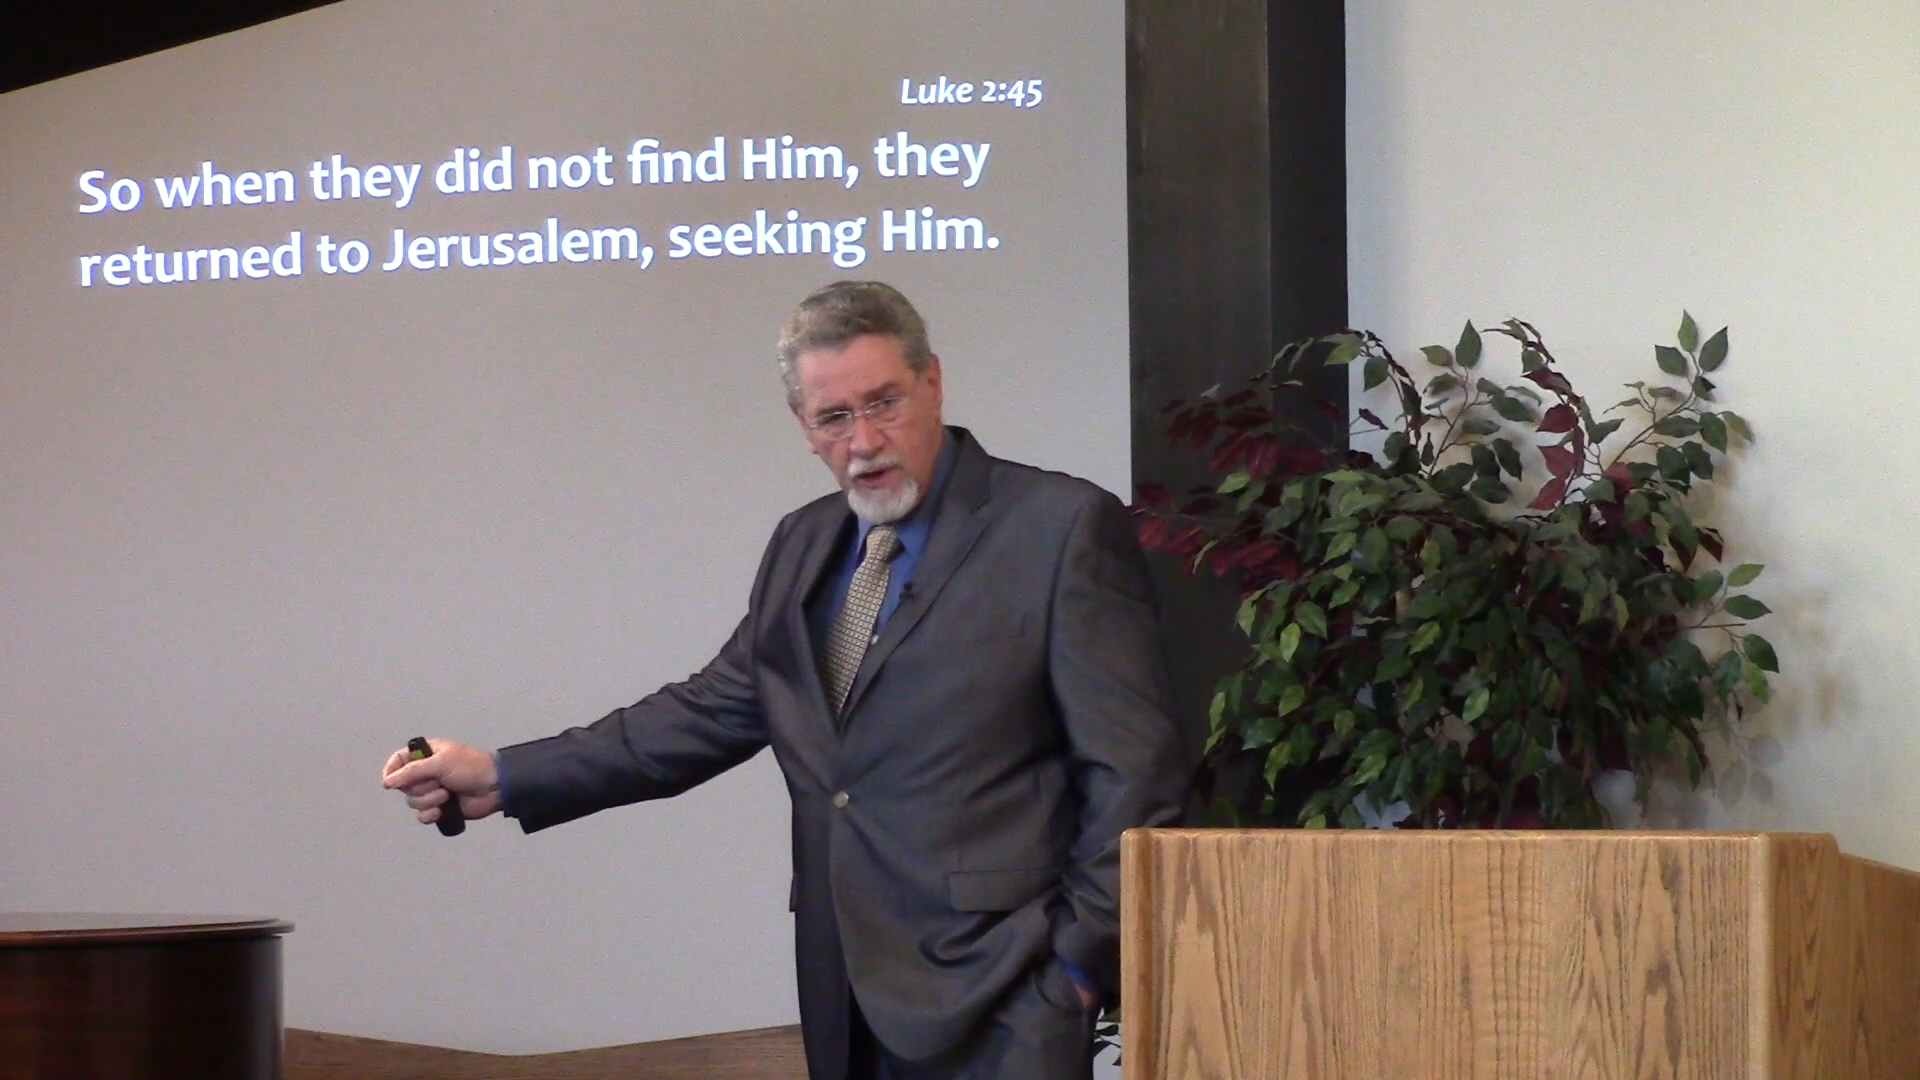 Luke 2:45
So when they did not find Him, they
returned to Jerusalem, seeking Him.